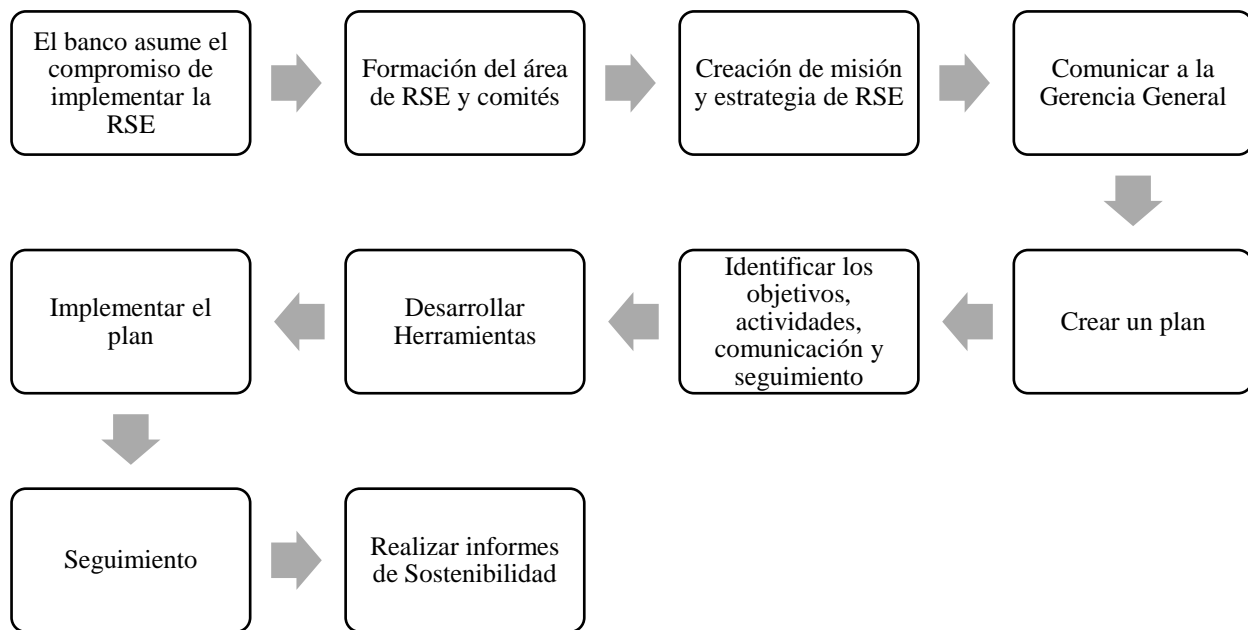 El banco asume el
compromiso de
implementar la
RSE
Formación del área
de RSE y comités
Creación de misión
y estrategia de RSE
Comunicar a la
Gerencia General
Crear un plan
Identificar los
objetivos,
actividades,
comunicación y
seguimiento
Desarrollar
Herramientas
Implementar el
plan
Seguimiento
Realizar informes
de Sostenibilidad